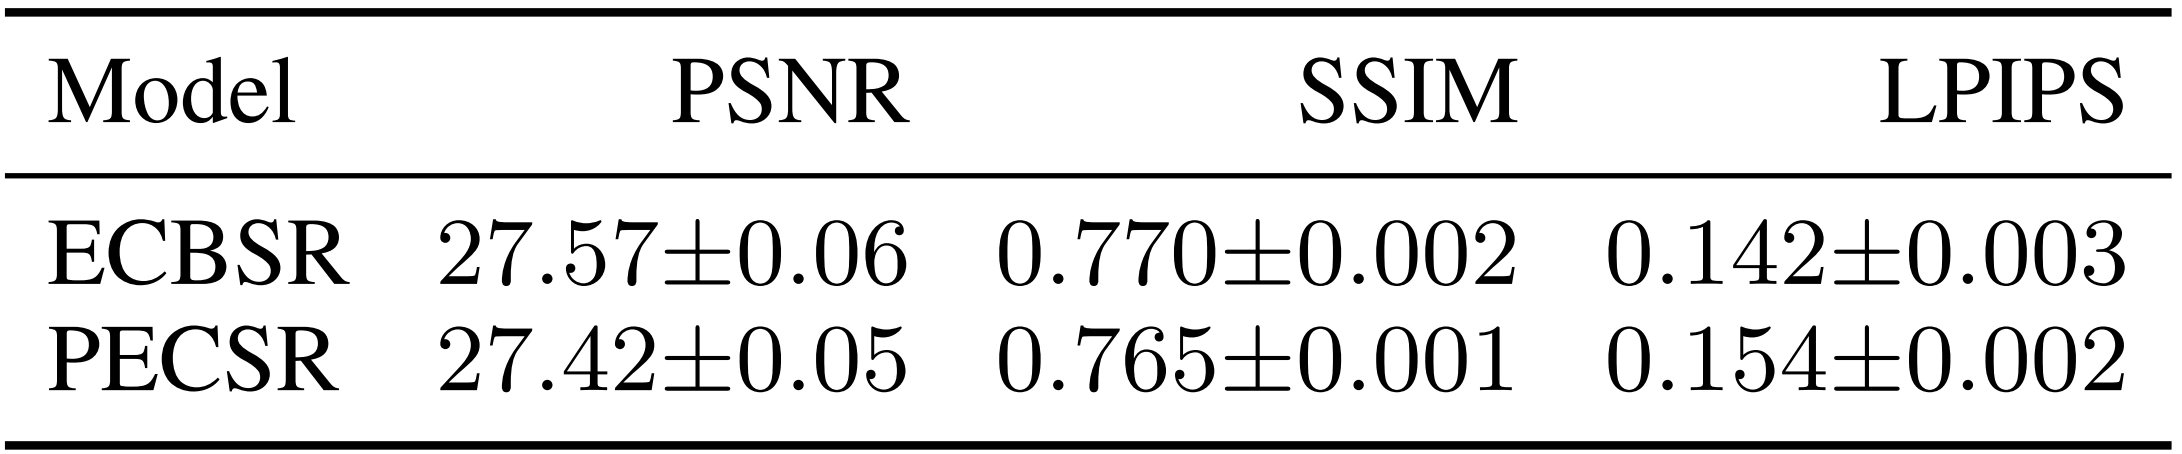 Model PSNR SSIM LPIPS
ECBSR 27.57±0.06 0.770±0.002 0.142±0.003
PECSR 27.42±0.05 0.765±0.001 0.154±0.002